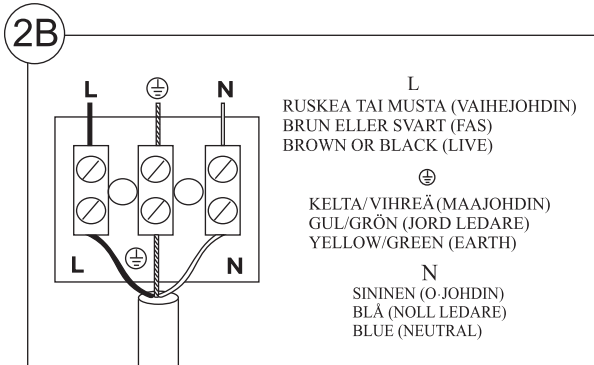 2B
L N
L
RUSKEA TAI MUSTA (VAIHEJOHDIN)
BRUN ELLER SVART (FAS)
BROWN OR BLACK (LIVE)
KELTA/VIHREÄ (MAAJOHDIN)
GUL/GRÖN (JORD LEDARE)
YELLOW/GREEN (EARTH)
L N
N
SININEN (O-JOHDIN)
BLÅ (NOLL LEDARE)
BLUE (NEUTRAL)